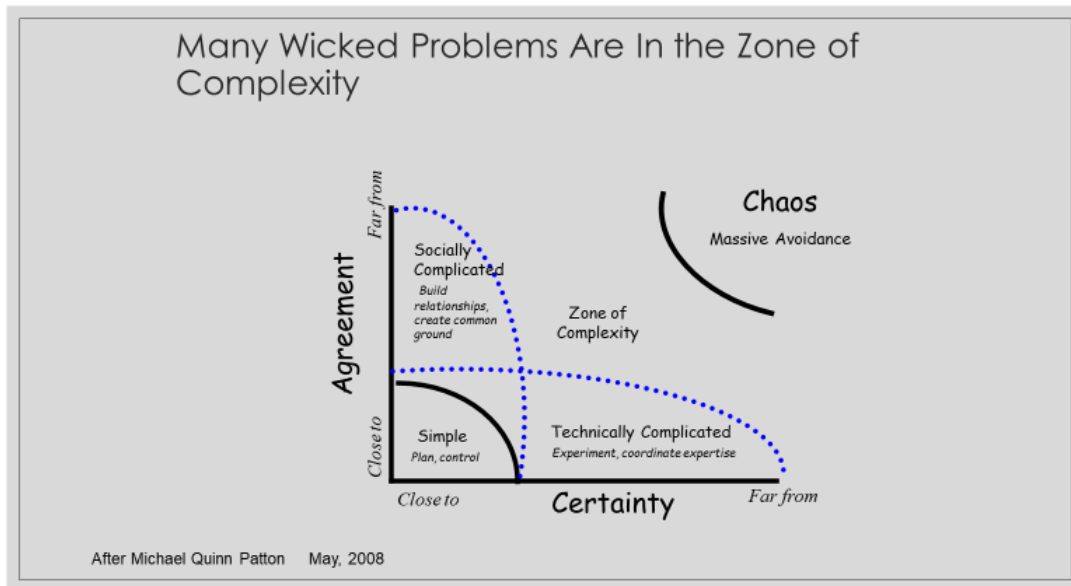 Many Wicked Problems Are In the Zone of
Complexity
Far from
Chaos
Massive Avoidance
Socially
Complicated
Build
relationships,
create common
ground
Agreement
Zone of
Complexity
Close to
Simple
Plan, control
Technically Complicated
Experiment, coordinate expertise
Close to
Certainty
Far from
After Michael Quinn Patton May, 2008